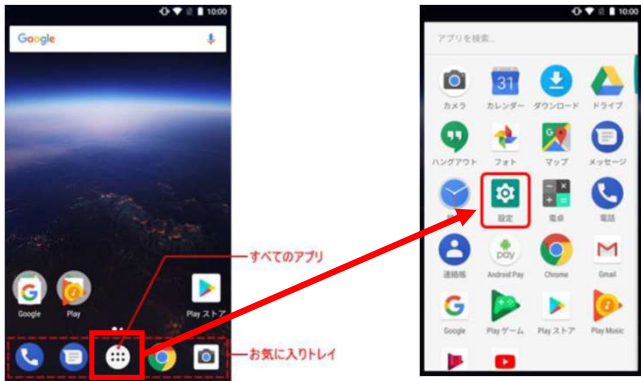 10:00
Google
Google
Play
Play ストア
すべてのアプリ
お気に入りトレイ
10:00
アプリを検索...
31
カメラ
カレンダー
ダウンロード
ドライブ
ハングアウト
フォト
マップ
メッセージ
設定
電卓
電話
pay
連絡帳
Android Pay
Chrome
Gmail
Google
Play ゲーム
Play ストア
Play Music